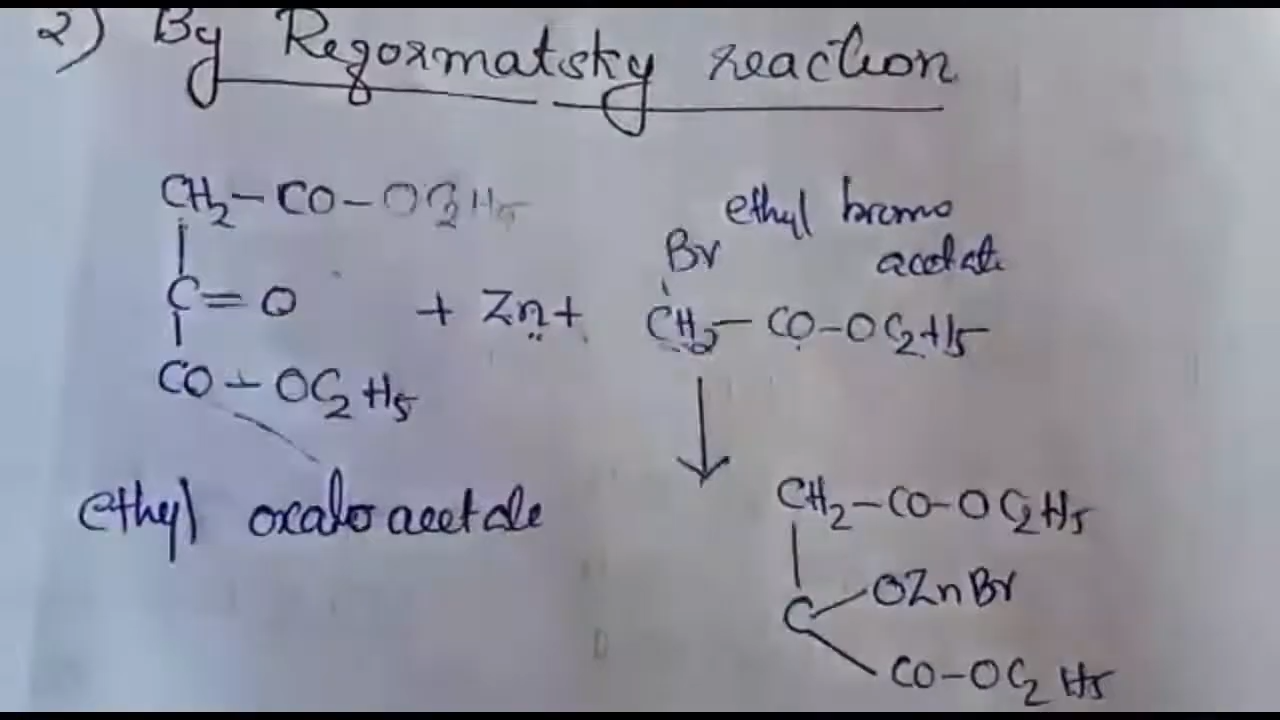 2) By Regormatsky reaction
CH2-CO-OC2H5
ethyl bromo
Br acetate
C=O + Zn + CH2-CO-OC2H5
CO-OC2H5
ethyl oxaloacetate
CH2-CO-OC2H5
OZnBr
C
CO-OC2H5